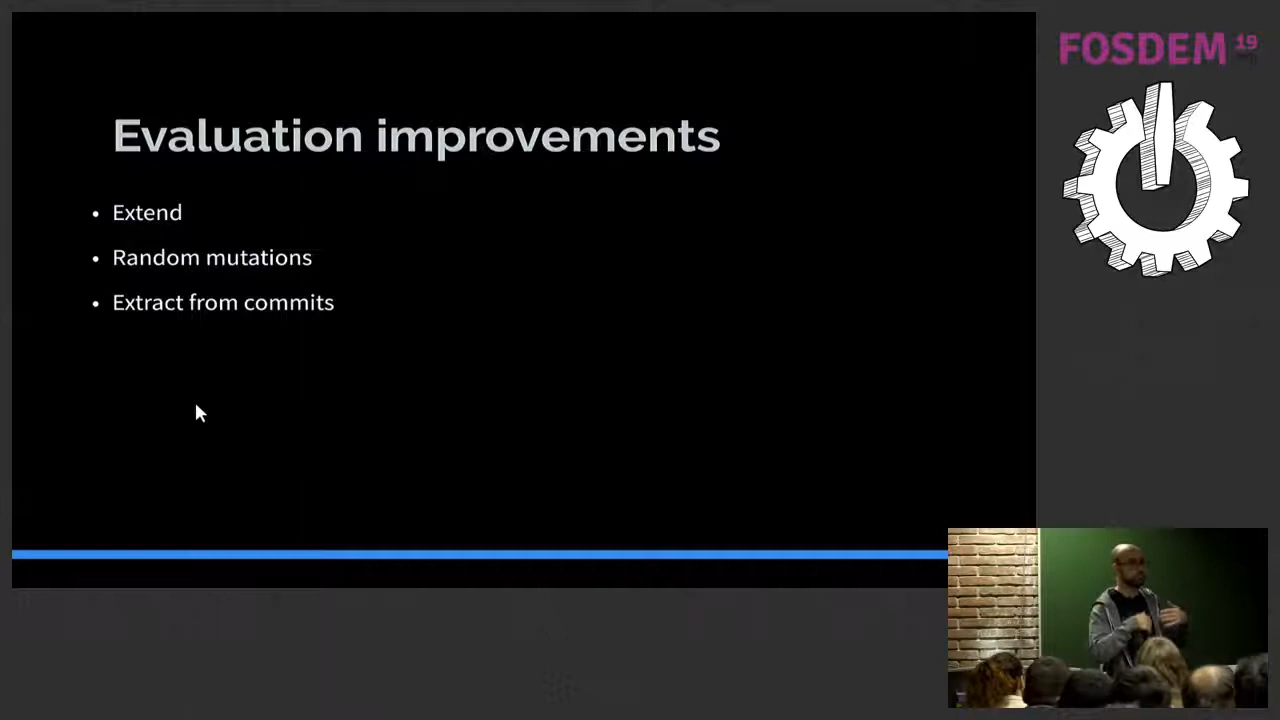 Evaluation improvements
• Extend
• Random mutations
• Extract from commits
FOSDEM 19